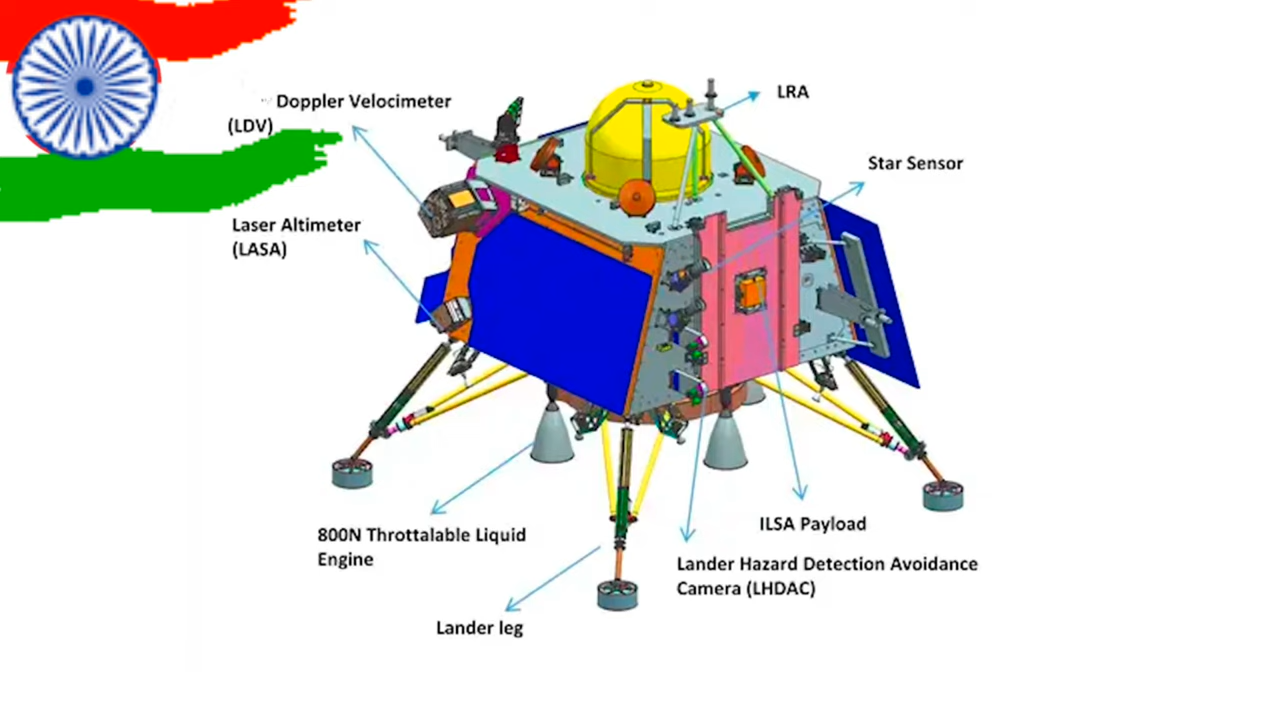 Doppler Velocimeter
(LDV)
LRA
Star Sensor
Laser Altimeter
(LASA)
800N Throttalable Liquid
Engine
ILSA Payload
Lander Hazard Detection Avoidance
Camera (LHDAC)
Lander leg